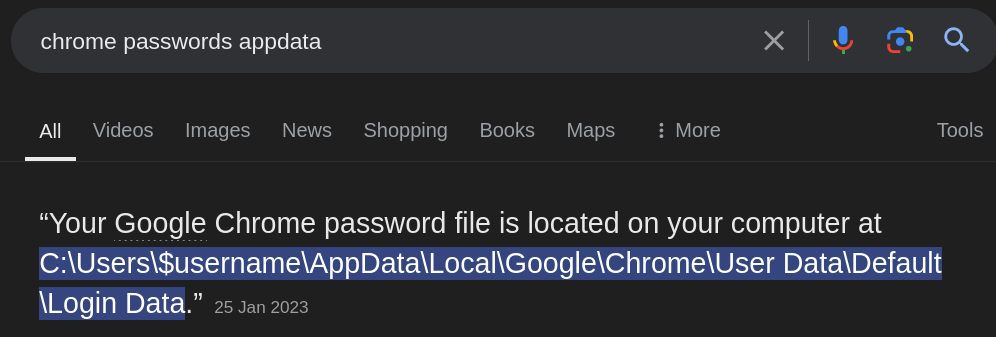 chrome passwords appdata
All Videos Images News Shopping Books Maps More Tools
“Your Google Chrome password file is located on your computer at
C:\Users\$username\AppData\Local\Google\Chrome\User Data\Default
\Login Data.” 25 Jan 2023